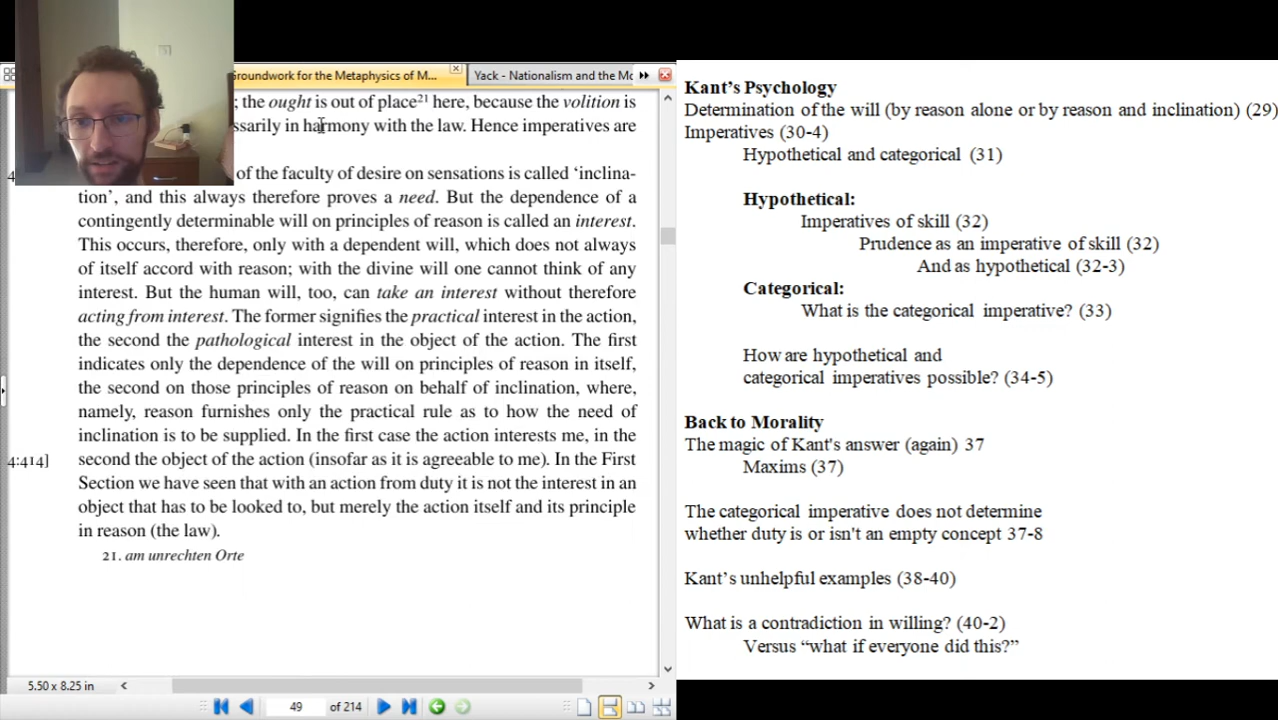 Groundwork for the Metaphysics of M...
Yack - Nationalism and the Mo
; the ought is out of place²¹ here, because the volition is
ssarily in harmony with the law. Hence imperatives are
of the faculty of desire on sensations is called ‘inclina-
tion’, and this always therefore proves a need. But the dependence of a
contingently determinable will on principles of reason is called an interest.
This occurs, therefore, only with a dependent will, which does not always
of itself accord with reason; with the divine will one cannot think of any
interest. But the human will, too, can take an interest without therefore
acting from interest. The former signifies the practical interest in the action,
the second the pathological interest in the object of the action. The first
indicates only the dependence of the will on principles of reason in itself,
the second on those principles of reason on behalf of inclination, where,
namely, reason furnishes only the practical rule as to how the need of
inclination is to be supplied. In the first case the action interests me, in the
4:414] second the object of the action (insofar as it is agreeable to me). In the First
Section we have seen that with an action from duty it is not the interest in an
object that has to be looked to, but merely the action itself and its principle
in reason (the law).
21. am unrechten Orte
5.50 x 8.25 in
49 of 214
Kant’s Psychology
Determination of the will (by reason alone or by reason and inclination) (29)
Imperatives (30-4)
Hypothetical and categorical (31)
Hypothetical:
Imperatives of skill (32)
Prudence as an imperative of skill (32)
And as hypothetical (32-3)
Categorical:
What is the categorical imperative? (33)
How are hypothetical and
categorical imperatives possible? (34-5)
Back to Morality
The magic of Kant's answer (again) 37
Maxims (37)
The categorical imperative does not determine
whether duty is or isn't an empty concept 37-8
Kant’s unhelpful examples (38-40)
What is a contradiction in willing? (40-2)
Versus “what if everyone did this?”